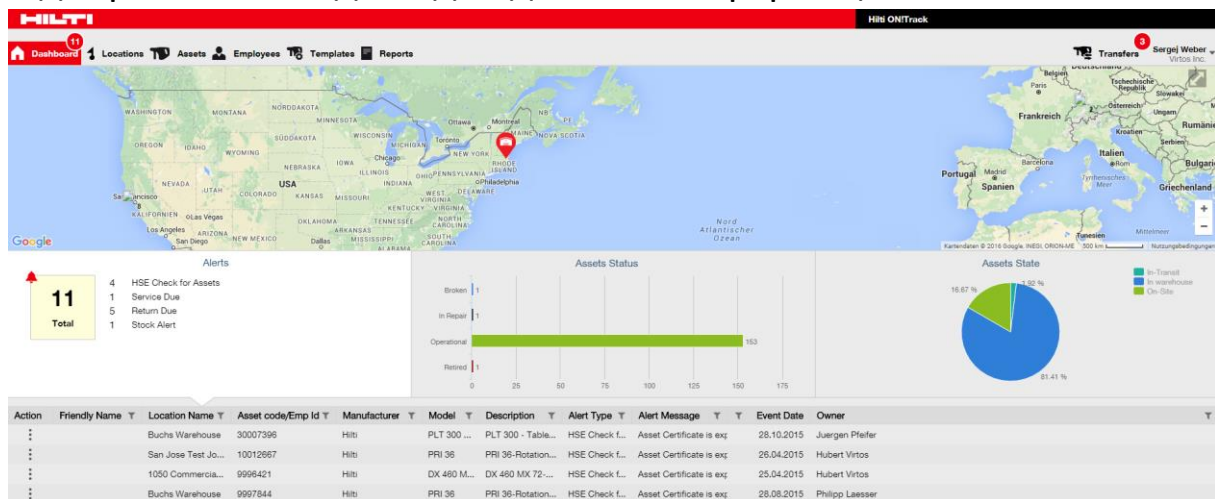 HILTI
Hilti ON!Track
Dashboard 11 Locations Assets Employees Templates Reports
Transfers 3 Sergej Weber
Virtos Inc.
WASHINGTON MONTANA NORDDAKOTA MINNESOTA Ottawa Montreal NB PE
OREGON IDAHO WYOMING SÜDDAKOTA WISCONSIN MICHIGAN Toronto MAINE NOVA SCOTIA
NEBRASKA IOWA Chicago NEW YORK RHODE ISLAND
NEVADA UTAH COLORADO USA KANSAS MISSOURI ILLINOIS INDIANA OHIO PENNSYLVANIA Philadelphia
WEST VIRGINIA DELAWARE
KENTUCKY VIRGINIA
KALIFORNIEN Las Vegas OKLAHOMA TENNESSEE NORTH CAROLINA
Los Angeles ARIZONA NEW MEXICO ARKANSAS
San Diego Dallas MISSISSIPPI SOUTH CAROLINA
ALABAMA
Nord
Atlantischer
Ozean
Belgien Deutschland
Paris Tschechische Republik Slowakei
Frankreich Österreich Ungarn
Kroatien Rumänie
Serbien
Italien
Portugal Madrid Barcelona Rom Bulgari
Spanien Tyrrhenisches Meer Griechenland
Tunesien Mittelmeer
+
−
Google
Kartendaten © 2016 Google, INEGI, ORION-ME 500 km Nutzungsbedingungen
Alerts
11
Total
4 HSE Check for Assets
1 Service Due
5 Return Due
1 Stock Alert
Assets Status
Broken 1
In Repair 1
Operational 153
Retired 1
0 25 50 75 100 125 150 175
Assets State
In-Transit
In warehouse
On-Site
16.67 % 1.92 %
81.41 %
Action Friendly Name Location Name Asset code/Emp Id Manufacturer Model Description Alert Type Alert Message Event Date Owner
Buchs Warehouse 30007396 Hilti PLT 300 ... PLT 300 - Table... HSE Check f... Asset Certificate is exp 28.10.2015 Juergen Pfeifer
San Jose Test Jo... 10012667 Hilti PRI 36 PRI 36-Rotation... HSE Check f... Asset Certificate is exp 26.04.2015 Hubert Virtos
1050 Commercia... 9996421 Hilti DX 460 M... DX 460 MX 72-... HSE Check f... Asset Certificate is exp 25.04.2015 Hubert Virtos
Buchs Warehouse 9997844 Hilti PRI 36 PRI 36-Rotation... HSE Check f... Asset Certificate is exp 28.08.2015 Philipp Laesser